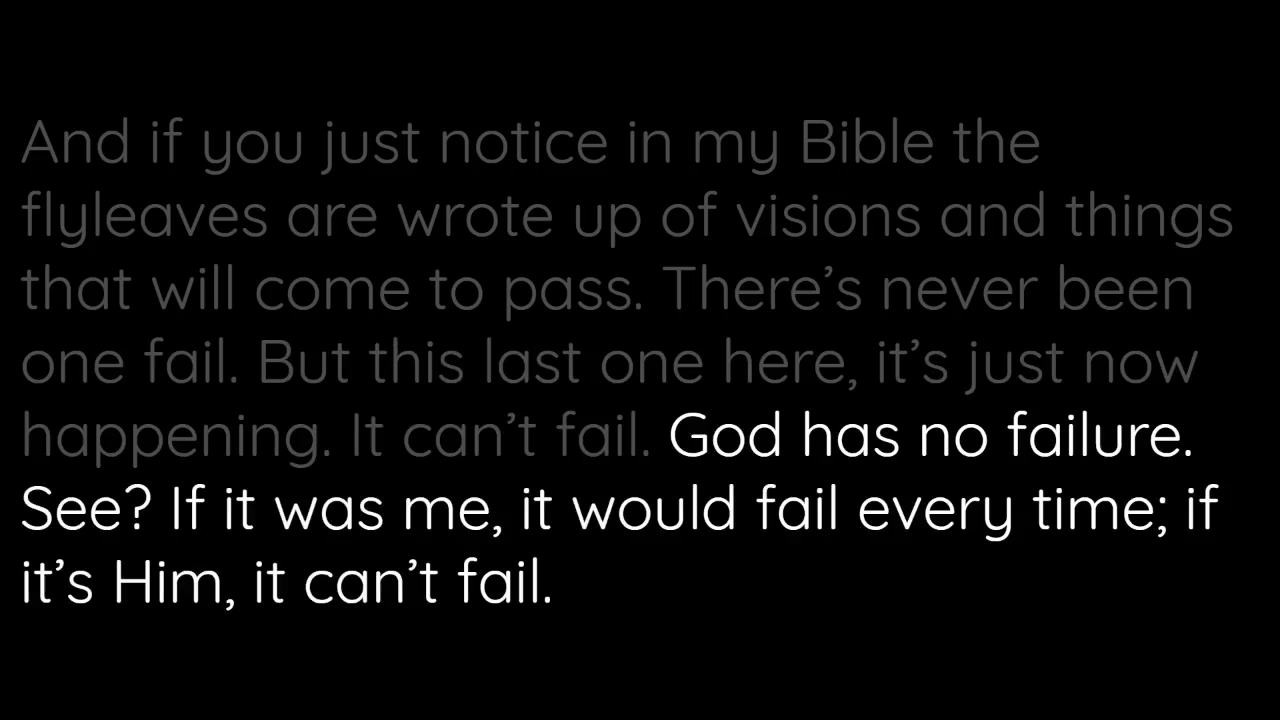 And if you just notice in my Bible the
flyleaves are wrote up of visions and things
that will come to pass. There’s never been
one fail. But this last one here, it’s just now
happening. It can’t fail. God has no failure.
See? If it was me, it would fail every time; if
it’s Him, it can’t fail.